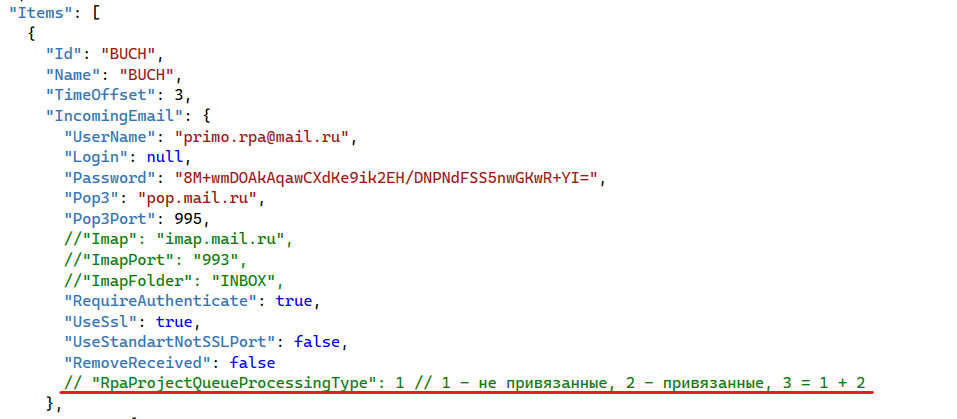 "Items": [
{
"Id": "BUCH",
"Name": "BUCH",
"TimeOffset": 3,
"IncomingEmail": {
"UserName": "primo.rpa@mail.ru",
"Login": null,
"Password": "8M+wmDOAkAqawCXdKe9ik2EH/DNPNdFSS5nwGKwR+YI=",
"Pop3": "pop.mail.ru",
"Pop3Port": 995,
//"Imap": "imap.mail.ru",
//"ImapPort": "993",
//"ImapFolder": "INBOX",
"RequireAuthenticate": true,
"UseSsl": true,
"UseStandartNotSSLPort": false,
"RemoveReceived": false
// "RpaProjectQueueProcessingType": 1 // 1 - не привязанные, 2 - привязанные, 3 = 1 + 2
},